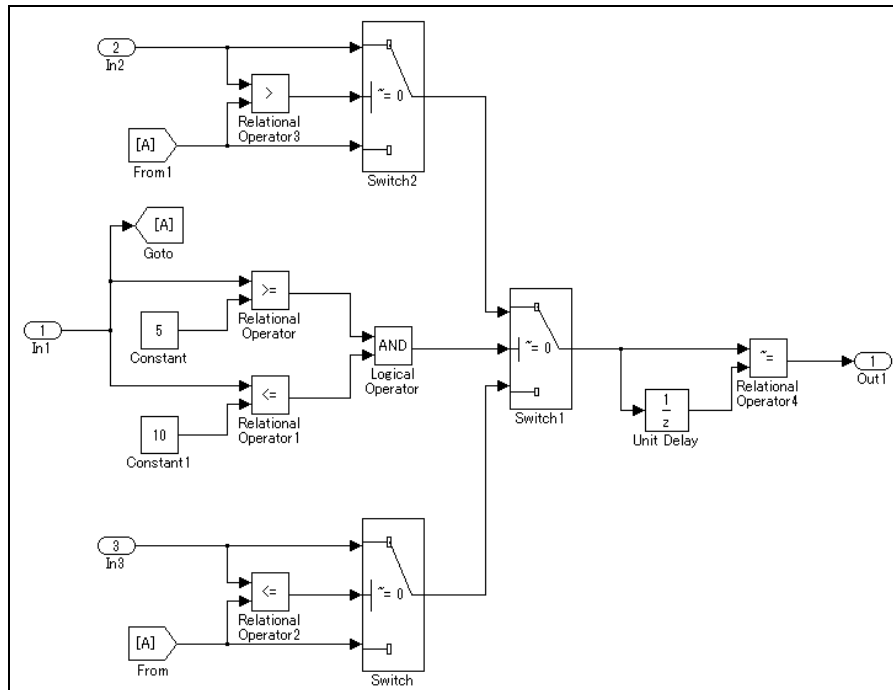 2
In2
>
Relational
Operator3
[A]
From1
~= 0
Switch2
[A]
Goto
1
In1
5
Constant
>=
Relational
Operator
10
Constant1
<=
Relational
Operator1
AND
Logical
Operator
~= 0
Switch1
1
z
Unit Delay
~=
Relational
Operator4
1
Out1
3
In3
<=
Relational
Operator2
[A]
From
~= 0
Switch